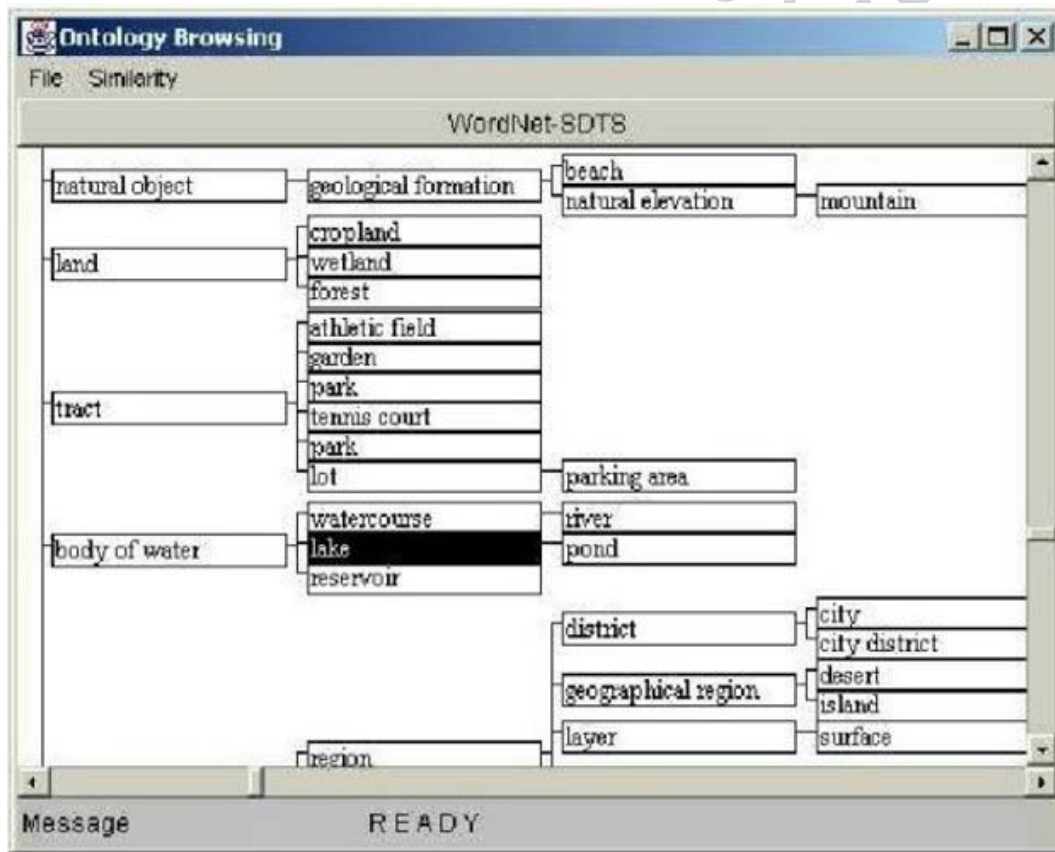 Ontology Browsing
File Similarity
WordNet-SDTS
natural object
geological formation
beach
natural elevation
mountain
land
cropland
wetland
forest
tract
athletic field
garden
park
tennis court
park
lot
parking area
body of water
watercourse
river
lake
pond
reservoir
district
city
city district
geographical region
desert
island
layer
surface
region
Message READY